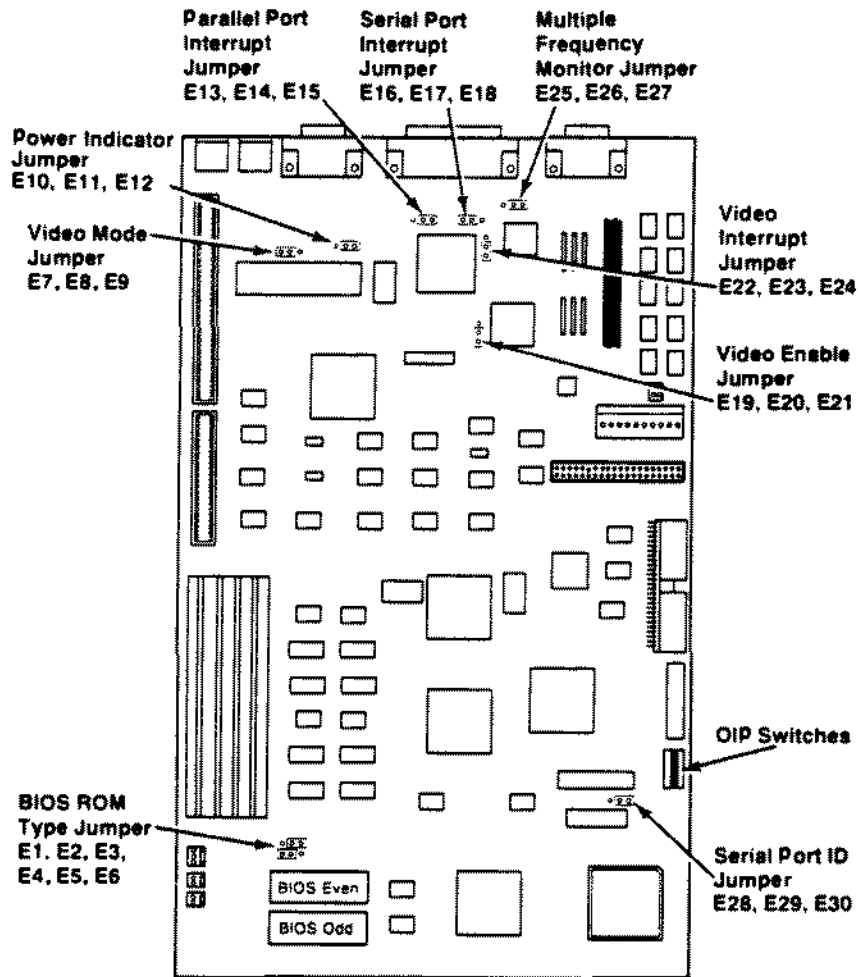 Parallel Port
Interrupt
Jumper
E13, E14, E15
Serial Port
Interrupt
Jumper
E16, E17, E18
Multiple
Frequency
Monitor Jumper
E25, E26, E27
Power Indicator
Jumper
E10, E11, E12
Video Mode
Jumper
E7, E8, E9
Video
Interrupt
Jumper
E22, E23, E24
Video Enable
Jumper
E19, E20, E21
OIP Switches
BIOS ROM
Type Jumper
E1. E2, E3,
E4, E5, E6
BIOS Even
BIOS Odd
Serial Port ID
Jumper
E28, E29, E30